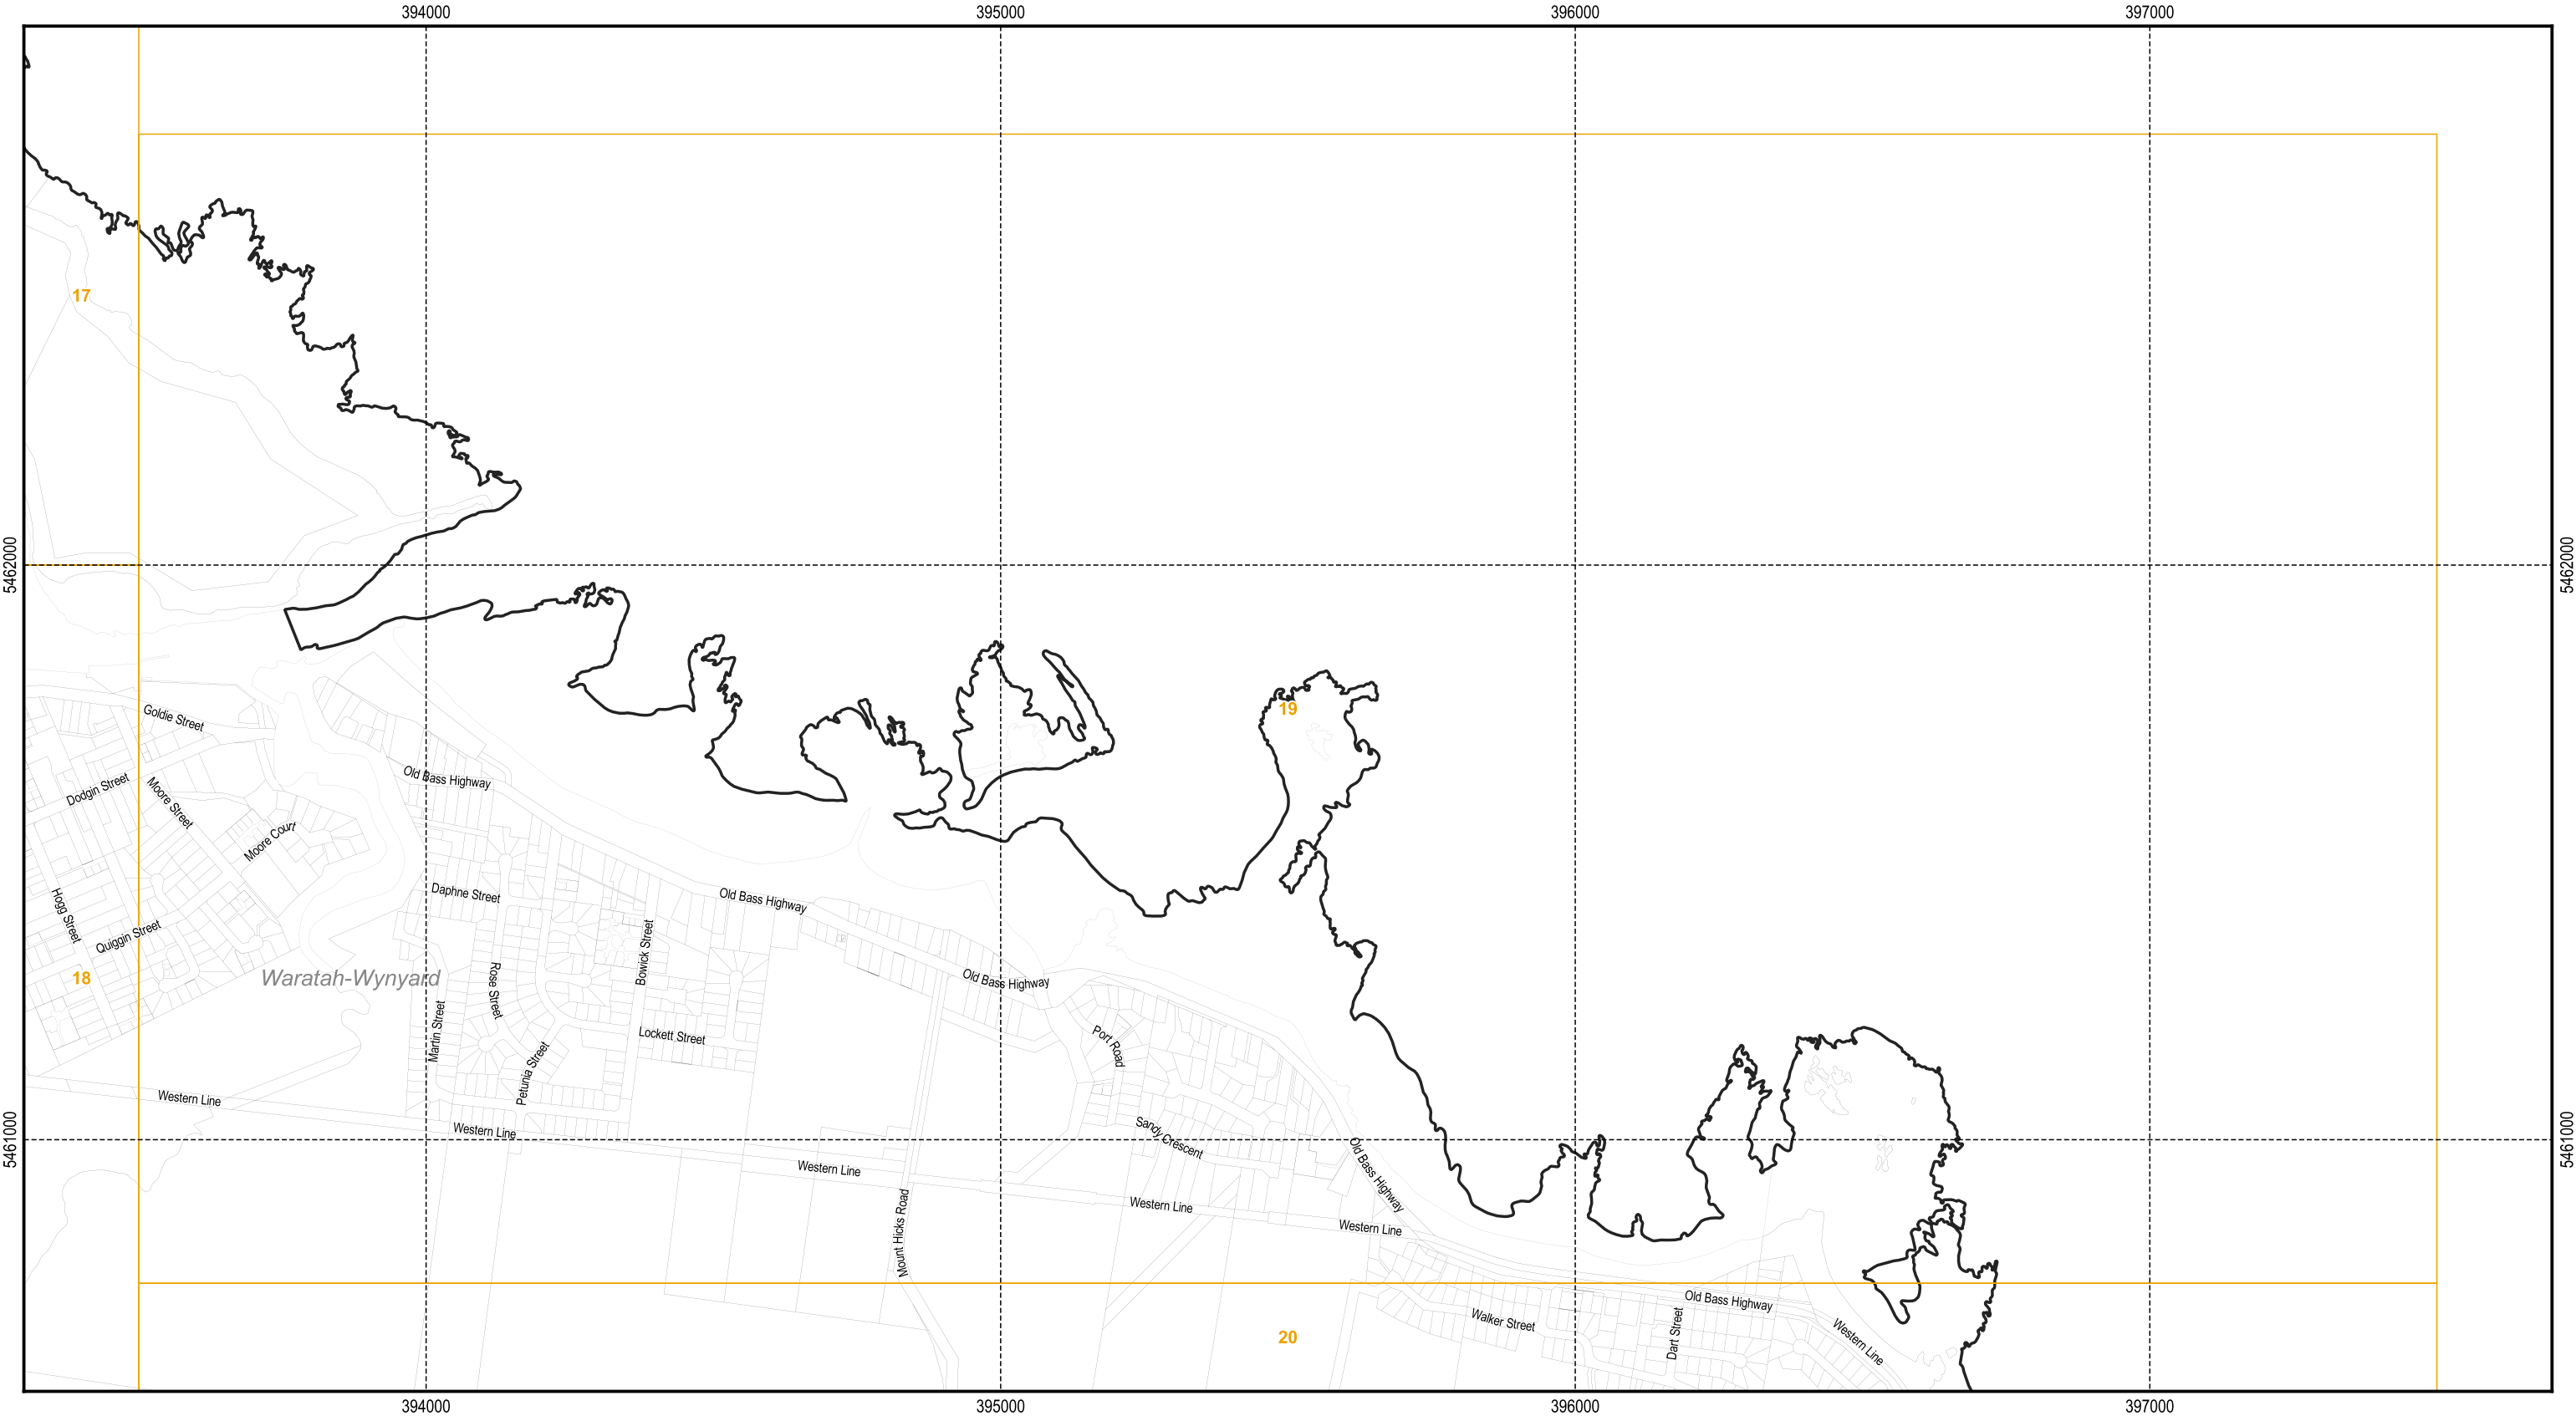 394000
395000
396000
397000
17
5462000
5462000
19
Goldie Street
Old Bass Highway
Dodgin Street
Moore Street
Moore Court
Daphne Street
Old Bass Highway
Hogg Street
Quiggin Street
Bowick Street
18
Waratah-Wynyard
Rose Street
Old Bass Highway
Martin Street
Lockett Street
Port Road
Petunia Street
Western Line
Western Line
Sandy Crescent
5461000
5461000
Western Line
Old Bass Highway
Western Line
Mount Hicks Road
Western Line
Old Bass Highway
Walker Street
Dart Street
20
Western Line
394000
395000
396000
397000